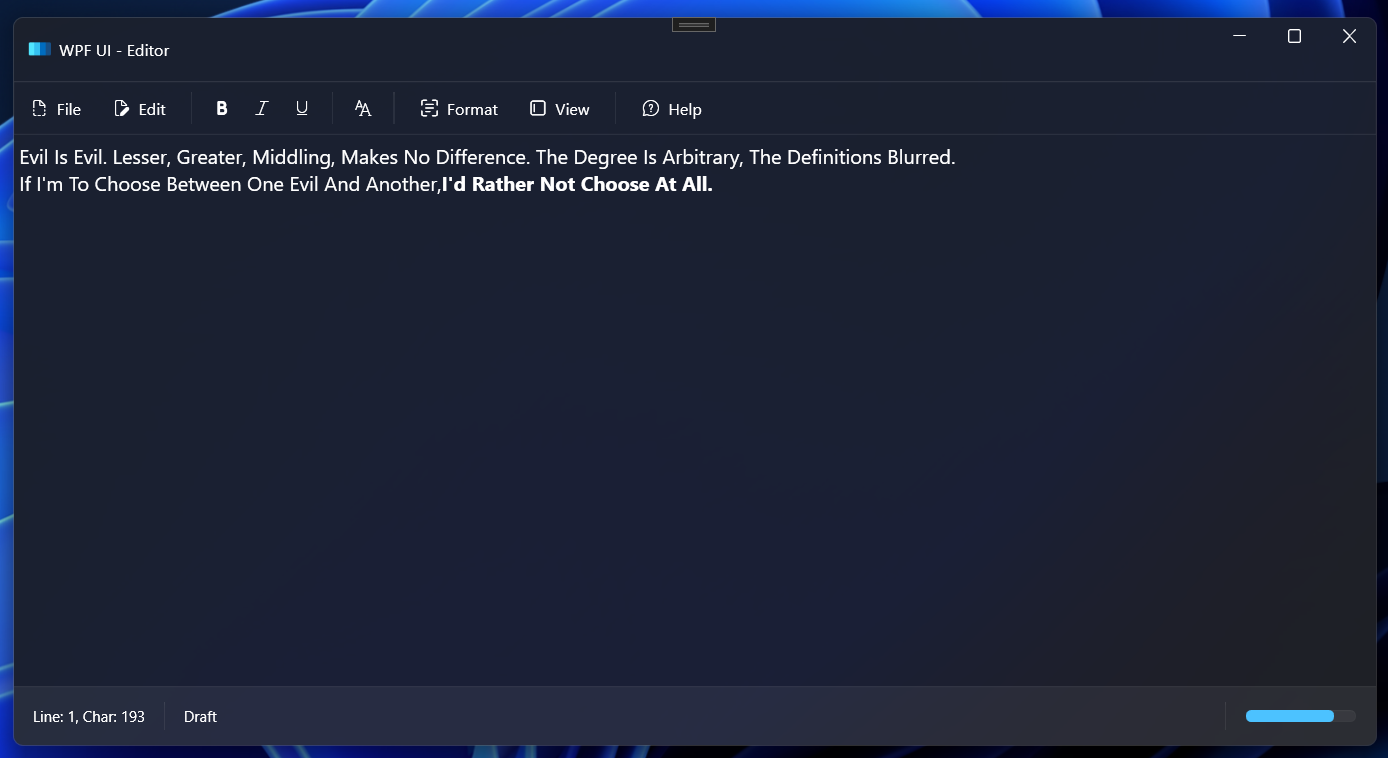 WPF UI - Editor
File Edit B I U AA Format View Help
Evil Is Evil. Lesser, Greater, Middling, Makes No Difference. The Degree Is Arbitrary, The Definitions Blurred.
If I'm To Choose Between One Evil And Another,I'd Rather Not Choose At All.
Line: 1, Char: 193 Draft